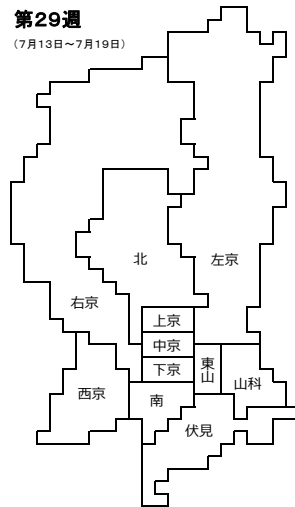 第29週
（7月13日～7月19日）
北
左京
右京
上京
中京
下京
東山
山科
西京
南
伏見